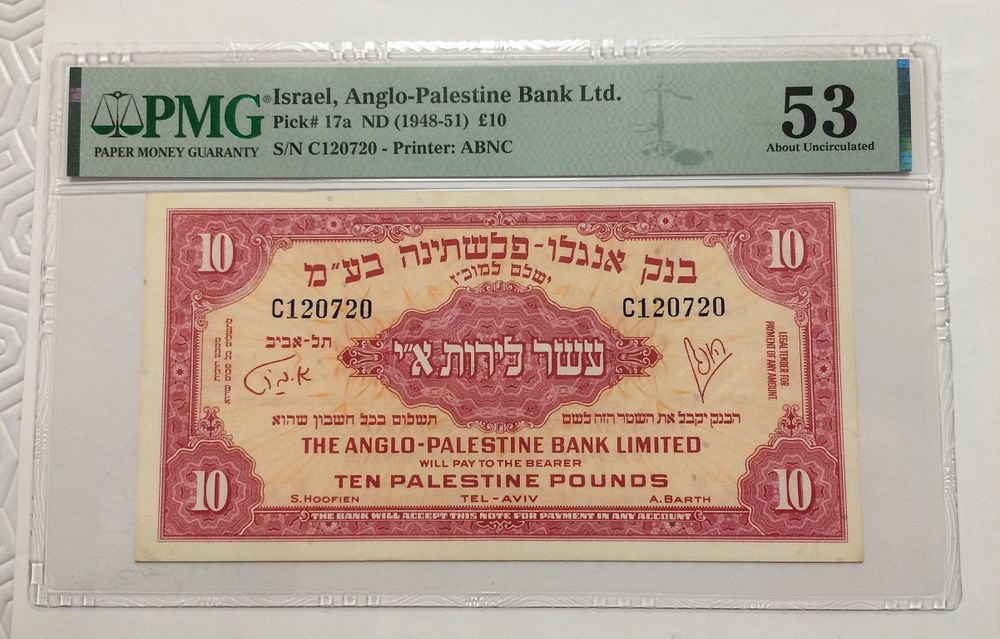 PMG
PAPER MONEY GUARANTY
Israel, Anglo-Palestine Bank Ltd.
Pick# 17a ND (1948-51) £10
S/N C120720 - Printer: ABNC
53
About Uncirculated
10
10
בנק אנגלו-פלשתינה בע"מ
ישלם למוכ"ז
C120720
C120720
תל-אביב
עשר לירות א"י
LEGAL TENDER FOR
PAYMENT OF ANY AMOUNT
הבנק יקבל את השטר הזה לשם
תשלום בכל חשבון שהוא
THE ANGLO-PALESTINE BANK LIMITED
WILL PAY TO THE BEARER
TEN PALESTINE POUNDS
S. HOOFIEN
TEL-AVIV
A. BARTH
10
10
THE BANK WILL ACCEPT THIS NOTE FOR PAYMENT IN ANY ACCOUNT